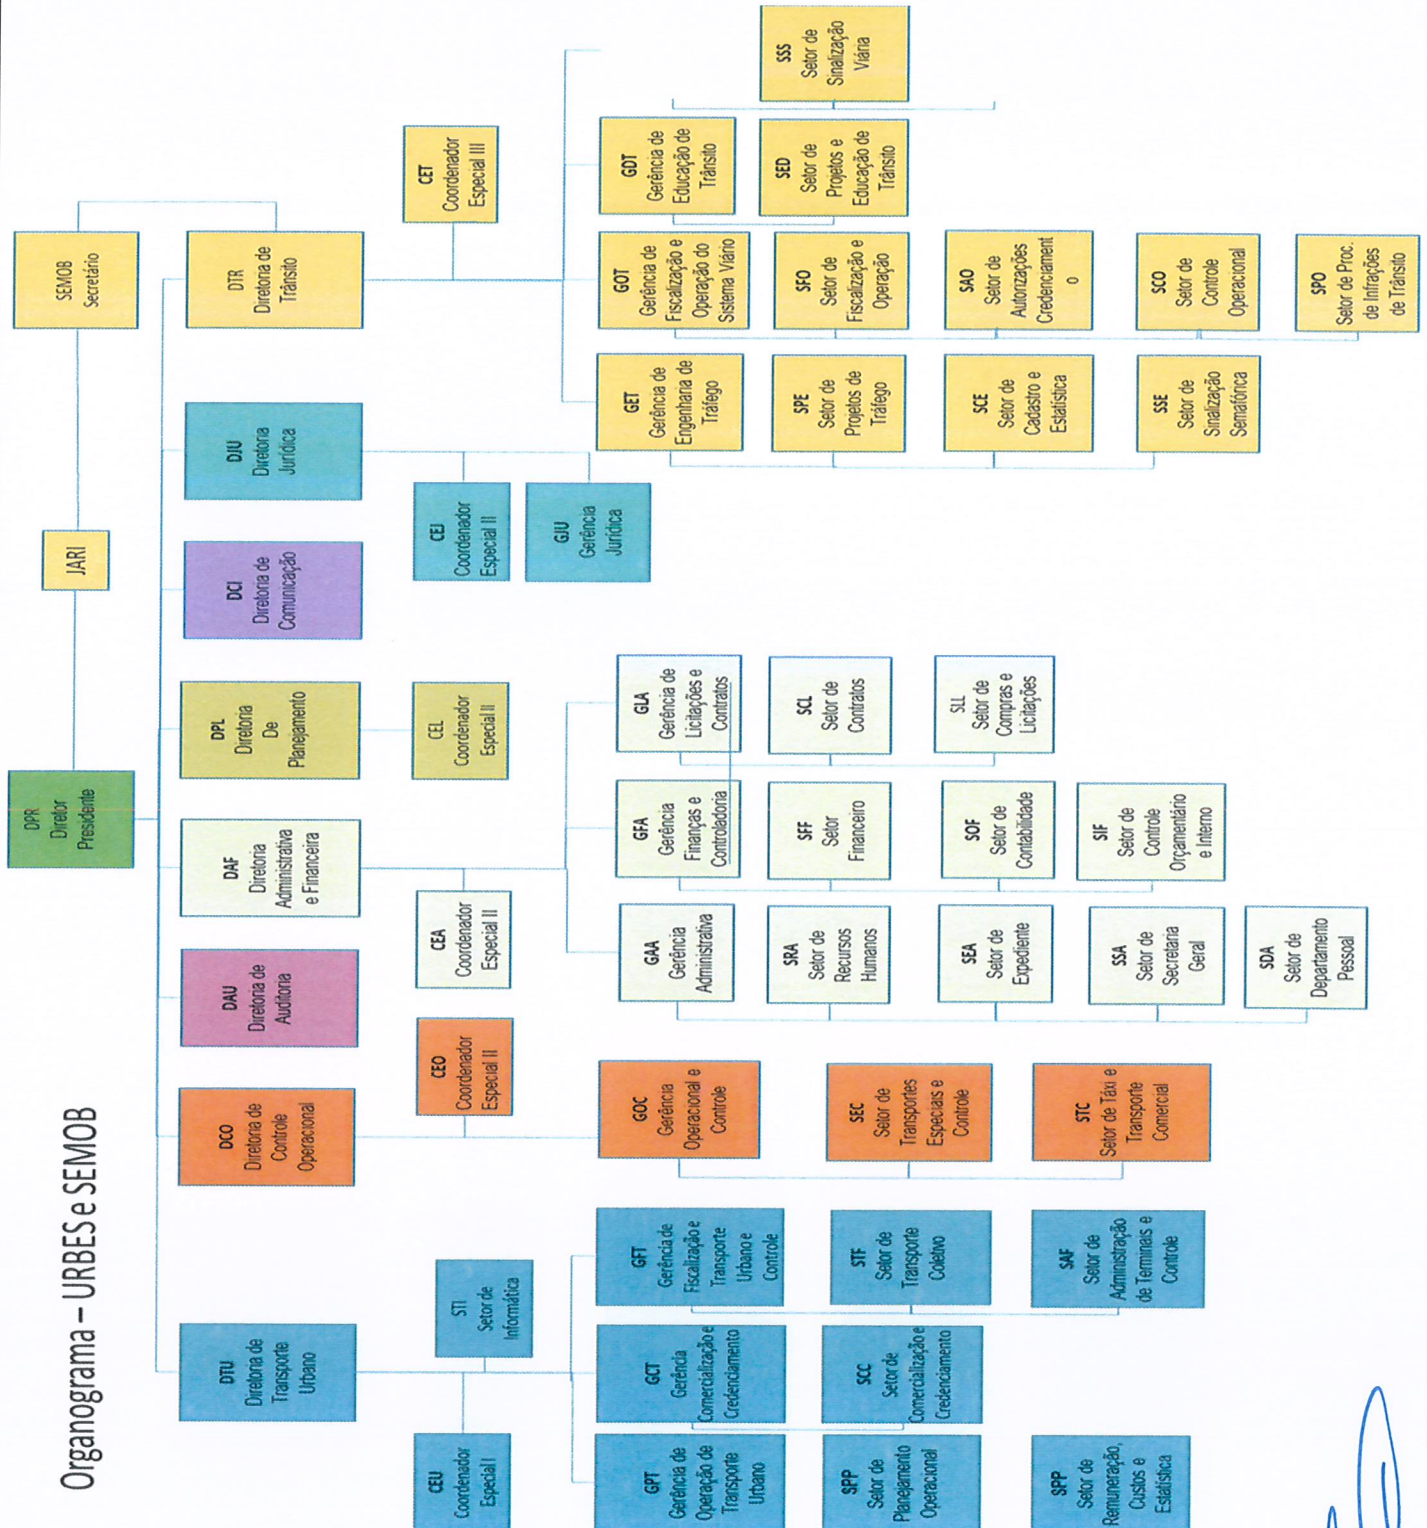 Organograma – URBES e SEMOB
DPR
Diretor
Presidente
JARI
SEMOB
Secretário
DTU
Diretoria de
Transporte
Urbano
DCO
Diretoria de
Controle
Operacional
DAU
Diretoria de
Auditoria
DAF
Diretoria
Administrativa
e Financeira
DPL
Diretoria
De
Planejamento
DCI
Diretoria de
Comunicação
DJU
Diretoria
Jurídica
DTR
Diretoria de
Trânsito
CEU
Coordenador
Especial I
STI
Setor de
Informática
CEO
Coordenador
Especial II
CEA
Coordenador
Especial II
CEL
Coordenador
Especial II
CEJ
Coordenador
Especial II
GJU
Gerência
Jurídica
CET
Coordenador
Especial III
GPT
Gerência de
Operação de
Transporte
Urbano
GCT
Gerência
Comercialização e
Credenciamento
GFT
Gerência de
Fiscalização e
Transporte
Urbano e
Controle
GOC
Gerência
Operacional e
Controle
GAA
Gerência
Administrativa
GFA
Gerência
Finanças e
Controladoria
GLA
Gerência de
Licitações e
Contratos
GET
Gerência de
Engenharia de
Tráfego
GOT
Gerência de
Fiscalização e
Operação do
Sistema Viário
GDT
Gerência de
Educação de
Trânsito
SPP
Setor de
Planejamento
Operacional
SCC
Setor de
Comercialização e
Credenciamento
STF
Setor de
Transporte
Coletivo
SEC
Setor de
Transportes
Especiais e
Controle
SRA
Setor de
Recursos
Humanos
SFF
Setor
Financeiro
SCL
Setor de
Contratos
SPE
Setor de
Projetos de
Tráfego
SFO
Setor de
Fiscalização e
Operação
SED
Setor de
Projetos e
Educação de
Trânsito
SSS
Setor de
Sinalização
Viária
SPP
Setor de
Remuneração,
Custos e
Estatística
SAF
Setor de
Administração
de Terminais e
Controle
STC
Setor de Táxi e
Transporte
Comercial
SEA
Setor de
Expediente
SOF
Setor de
Contabilidade
SLL
Setor de
Compras e
Licitações
SCE
Setor de
Cadastro e
Estatística
SAO
Setor de
Autorizações
Credenciament
o
SSA
Setor de
Secretaria
Geral
SIF
Setor de
Controle
Orçamentário
e Interno
SSE
Setor de
Sinalização
Semafórica
SCO
Setor de
Controle
Operacional
SDA
Setor de
Departamento
Pessoal
SPO
Setor de Proc.
de Infrações
de Trânsito